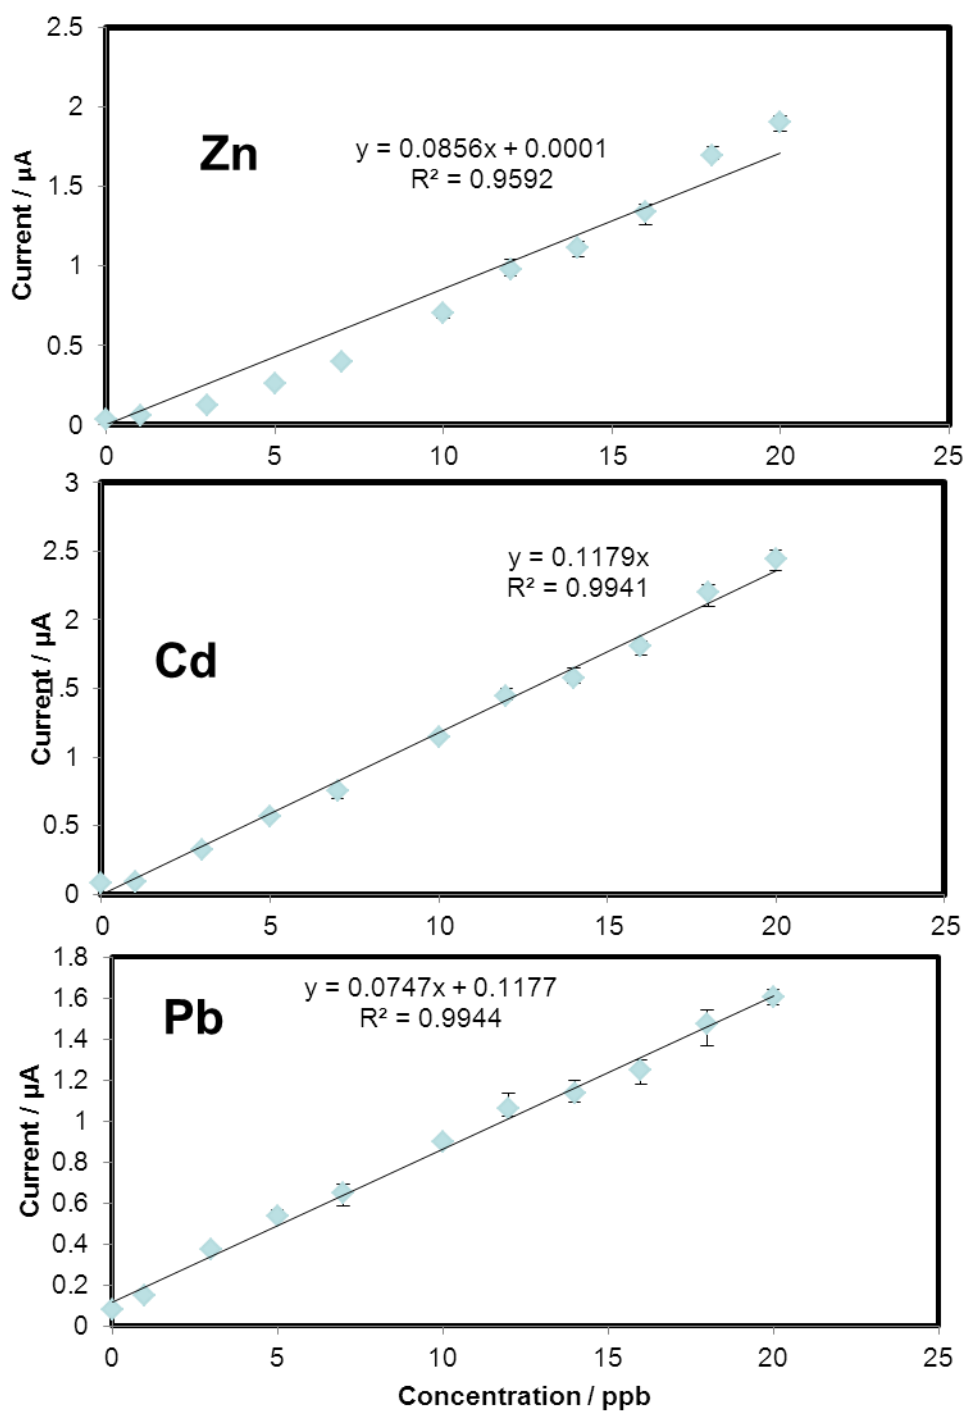 2.5
2
1.5
1
0.5
0
Current / µA
Zn
y = 0.0856x + 0.0001
R² = 0.9592
0 5 10 15 20 25
3
2.5
2
1.5
1
0.5
0
Current / µA
Cd
y = 0.1179x
R² = 0.9941
0 5 10 15 20 25
1.8
1.6
1.4
1.2
1
0.8
0.6
0.4
0.2
0
Current / µA
Pb
y = 0.0747x + 0.1177
R² = 0.9944
0 5 10 15 20 25
Concentration / ppb